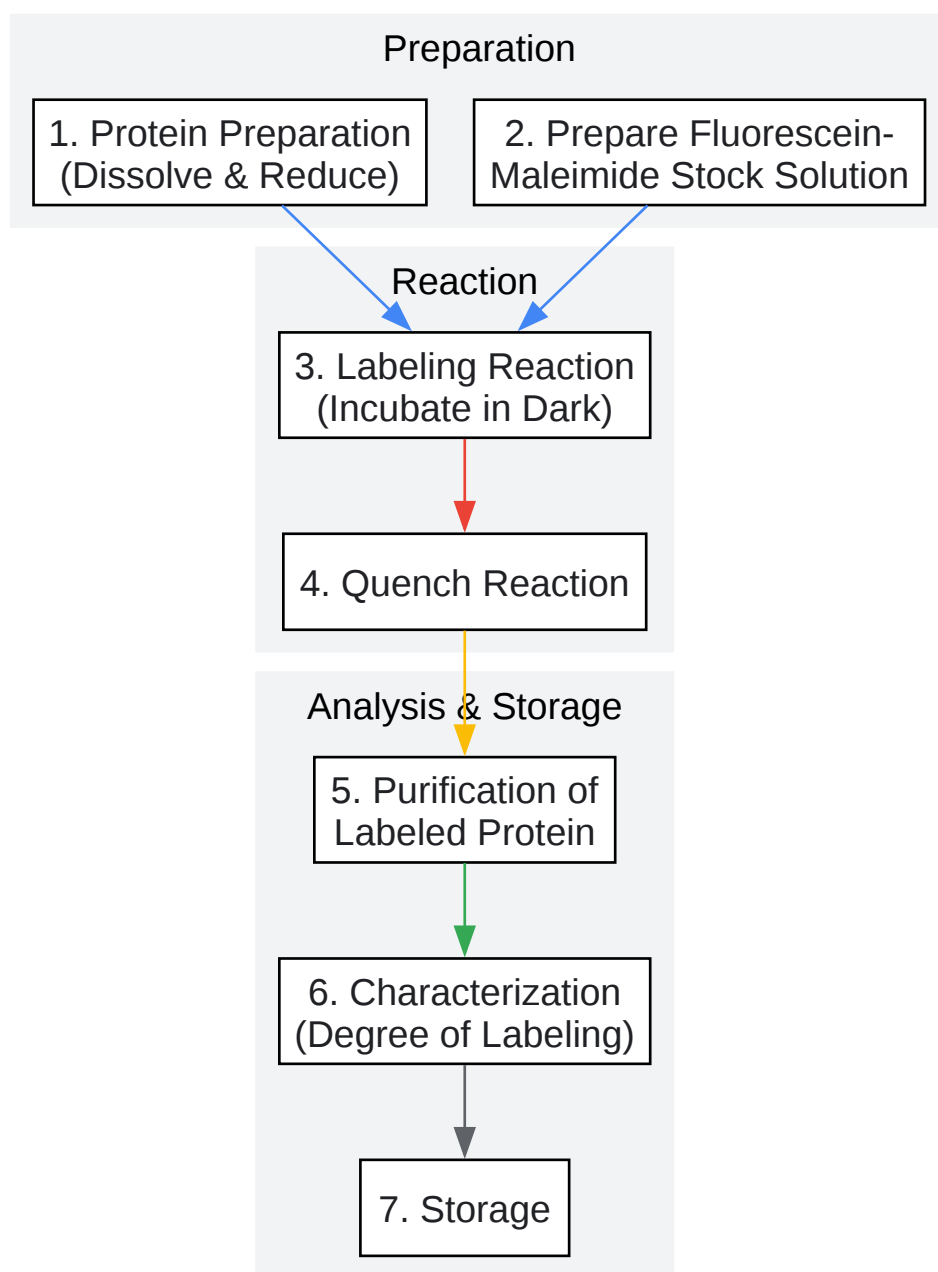 Preparation
1. Protein Preparation
(Dissolve & Reduce)
2. Prepare Fluorescein-
Maleimide Stock Solution
Reaction
3. Labeling Reaction
(Incubate in Dark)
4. Quench Reaction
Analysis & Storage
5. Purification of
Labeled Protein
6. Characterization
(Degree of Labeling)
7. Storage